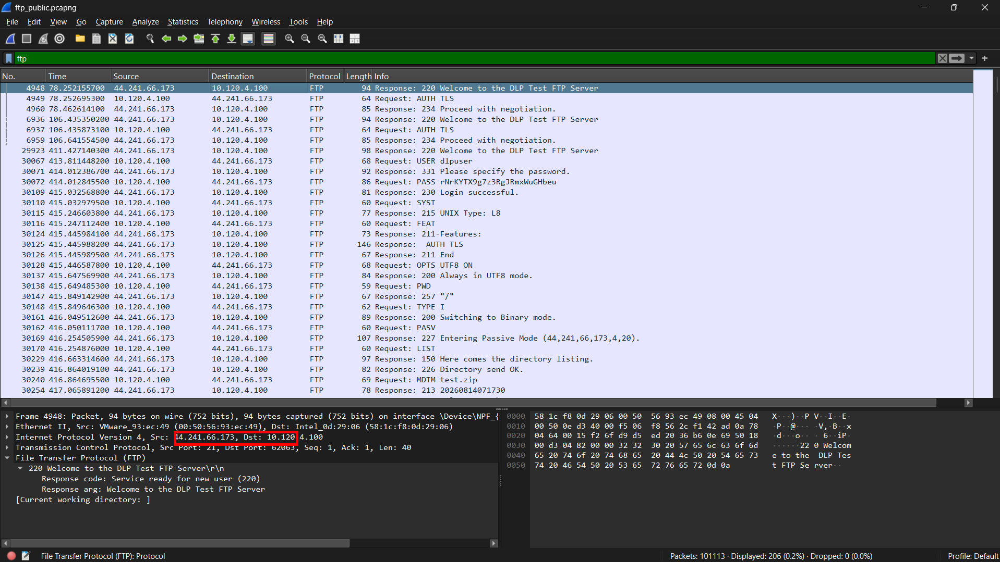 ftp_public.pcapng
File Edit View Go Capture Analyze Statistics Telephony Wireless Tools Help
ftp
No. Time Source Destination Protocol Length Info
4948 78.252155700 44.241.66.173 10.120.4.100 FTP 94 Response: 220 Welcome to the DLP Test FTP Server
4949 78.252695300 10.120.4.100 44.241.66.173 FTP 64 Request: AUTH TLS
4960 78.462614100 44.241.66.173 10.120.4.100 FTP 85 Response: 234 Proceed with negotiation.
6936 106.435350200 44.241.66.173 10.120.4.100 FTP 94 Response: 220 Welcome to the DLP Test FTP Server
6937 106.435873100 10.120.4.100 44.241.66.173 FTP 64 Request: AUTH TLS
6959 106.641554500 44.241.66.173 10.120.4.100 FTP 85 Response: 234 Proceed with negotiation.
29923 411.427140300 44.241.66.173 10.120.4.100 FTP 98 Response: 220 Welcome to the DLP Test FTP Server
30067 413.811448200 10.120.4.100 44.241.66.173 FTP 68 Request: USER dlpuser
30071 414.012386700 44.241.66.173 10.120.4.100 FTP 92 Response: 331 Please specify the password.
30072 414.012845500 10.120.4.100 44.241.66.173 FTP 86 Request: PASS rNrKYTX9g7z3RgJRmxWuGHbeu
30109 415.032568800 44.241.66.173 10.120.4.100 FTP 81 Response: 230 Login successful.
30110 415.032979500 10.120.4.100 44.241.66.173 FTP 60 Request: SYST
30115 415.246603800 44.241.66.173 10.120.4.100 FTP 77 Response: 215 UNIX Type: L8
30116 415.247112400 10.120.4.100 44.241.66.173 FTP 60 Request: FEAT
30124 415.445984100 44.241.66.173 10.120.4.100 FTP 73 Response: 211-Features:
30125 415.445988200 44.241.66.173 10.120.4.100 FTP 146 Response:  AUTH TLS
30126 415.445989500 44.241.66.173 10.120.4.100 FTP 67 Response: 211 End
30128 415.446587800 10.120.4.100 44.241.66.173 FTP 68 Request: OPTS UTF8 ON
30137 415.647569900 44.241.66.173 10.120.4.100 FTP 84 Response: 200 Always in UTF8 mode.
30138 415.649485300 10.120.4.100 44.241.66.173 FTP 59 Request: PWD
30147 415.849142900 44.241.66.173 10.120.4.100 FTP 67 Response: 257 "/"
30148 415.849646300 10.120.4.100 44.241.66.173 FTP 62 Request: TYPE I
30161 416.049512600 44.241.66.173 10.120.4.100 FTP 89 Response: 200 Switching to Binary mode.
30162 416.050111700 10.120.4.100 44.241.66.173 FTP 60 Request: PASV
30169 416.254505900 44.241.66.173 10.120.4.100 FTP 107 Response: 227 Entering Passive Mode (44,241,66,173,4,20).
30170 416.254876000 10.120.4.100 44.241.66.173 FTP 60 Request: LIST
30229 416.663314600 44.241.66.173 10.120.4.100 FTP 97 Response: 150 Here comes the directory listing.
30239 416.864019100 44.241.66.173 10.120.4.100 FTP 82 Response: 226 Directory send OK.
30240 416.864695500 10.120.4.100 44.241.66.173 FTP 69 Request: MDTM test.zip
30254 417.065891200 44.241.66.173 10.120.4.100 FTP 78 Response: 213 20260814071730
Frame 4948: Packet, 94 bytes on wire (752 bits), 94 bytes captured (752 bits) on interface \Device\NPF_{
Ethernet II, Src: VMware_93:ec:49 (00:50:56:93:ec:49), Dst: Intel_0d:29:06 (58:1c:f8:0d:29:06)
Internet Protocol Version 4, Src: 44.241.66.173, Dst: 10.120.4.100
Transmission Control Protocol, Src Port: 21, Dst Port: 62063, Seq: 1, Ack: 1, Len: 40
File Transfer Protocol (FTP)
220 Welcome to the DLP Test FTP Server\r\n
Response code: Service ready for new user (220)
Response arg: Welcome to the DLP Test FTP Server
[Current working directory: ]
0000 58 1c f8 0d 29 06 00 50 56 93 ec 49 08 00 45 04 X···)··P V··I··E·
0010 00 50 0e d3 40 00 f5 06 f8 56 2c f1 42 ad 0a 78 ·P··@··· ·V,·B··x
0020 04 64 00 15 f2 6f d9 d5 ed 20 36 b6 0e 69 50 18 ·d···o·· · 6··iP·
0030 00 d3 04 82 00 00 32 32 30 20 57 65 6c 63 6f 6d ······22 0 Welcom
0040 65 20 74 6f 20 74 68 65 20 44 4c 50 20 54 65 73 e to the  DLP Tes
0050 74 20 46 54 50 20 53 65 72 76 65 72 0d 0a t FTP Se rver··
File Transfer Protocol (FTP): Protocol
Packets: 101113 · Displayed: 206 (0.2%) · Dropped: 0 (0.0%)
Profile: Default